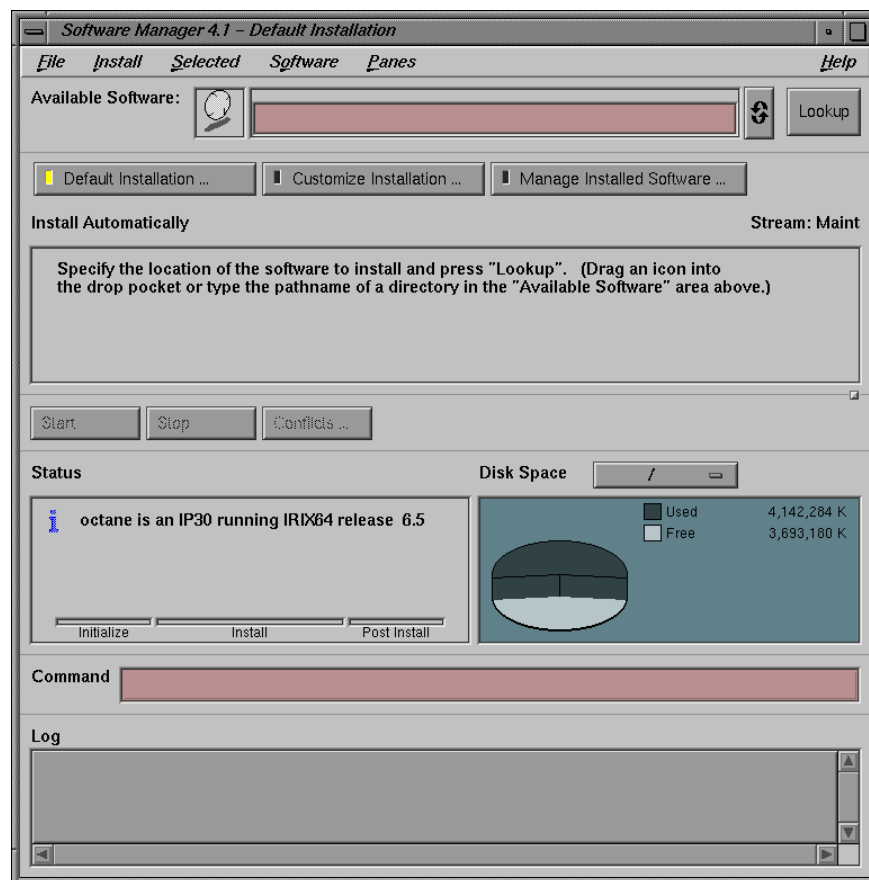 Software Manager 4.1 – Default Installation
File Install Selected Software Panes Help
Available Software:
Lookup
Default Installation ... Customize Installation ... Manage Installed Software ...
Install Automatically Stream: Maint
Specify the location of the software to install and press "Lookup". (Drag an icon into
the drop pocket or type the pathname of a directory in the "Available Software" area above.)
Start Stop Conflicts ...
Status Disk Space /
octane is an IP30 running IRIX64 release 6.5
Used 4,142,284 K
Free 3,693,180 K
Initialize Install Post Install
Command
Log